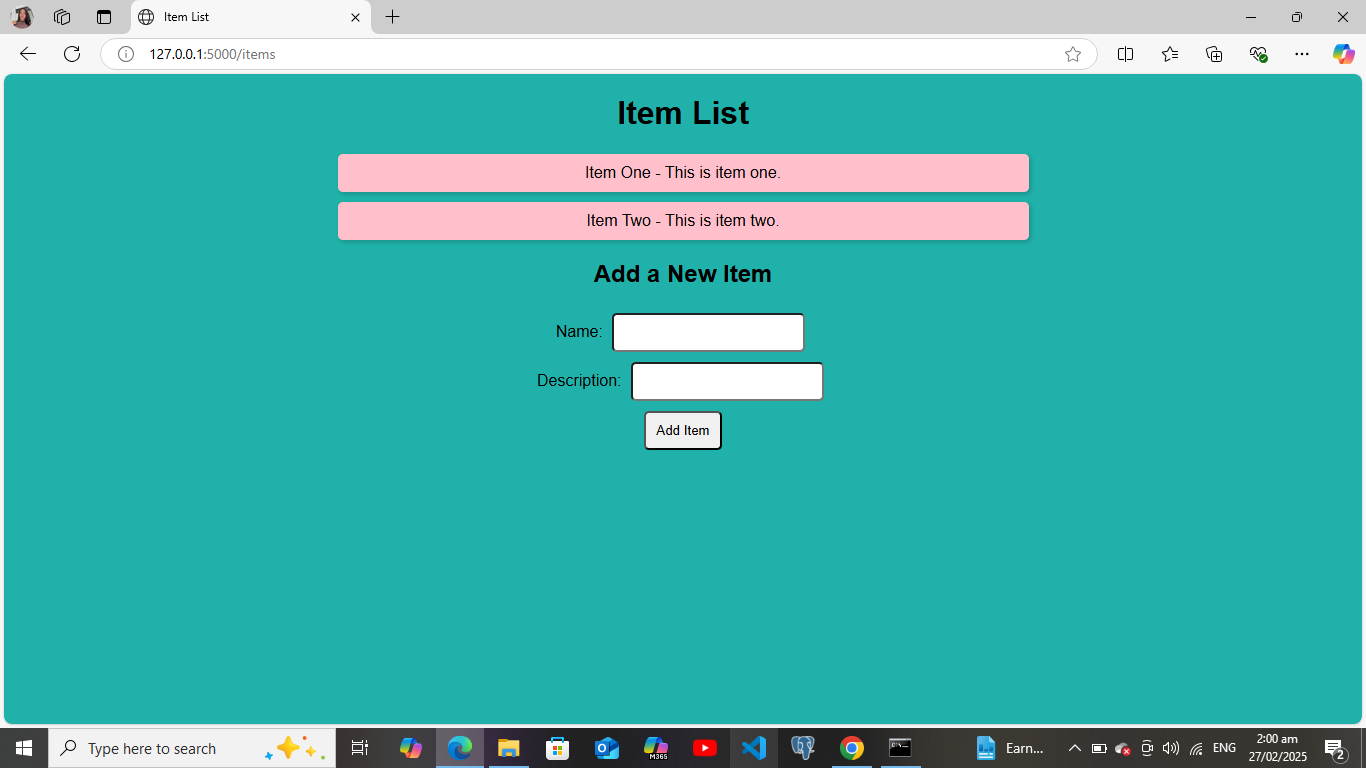 Item List
127.0.0.1:5000/items
Item List
Item One - This is item one.
Item Two - This is item two.
Add a New Item
Name:
Description:
Add Item
Type here to search
M365
Earn...
ENG
2:00 am
27/02/2025
2